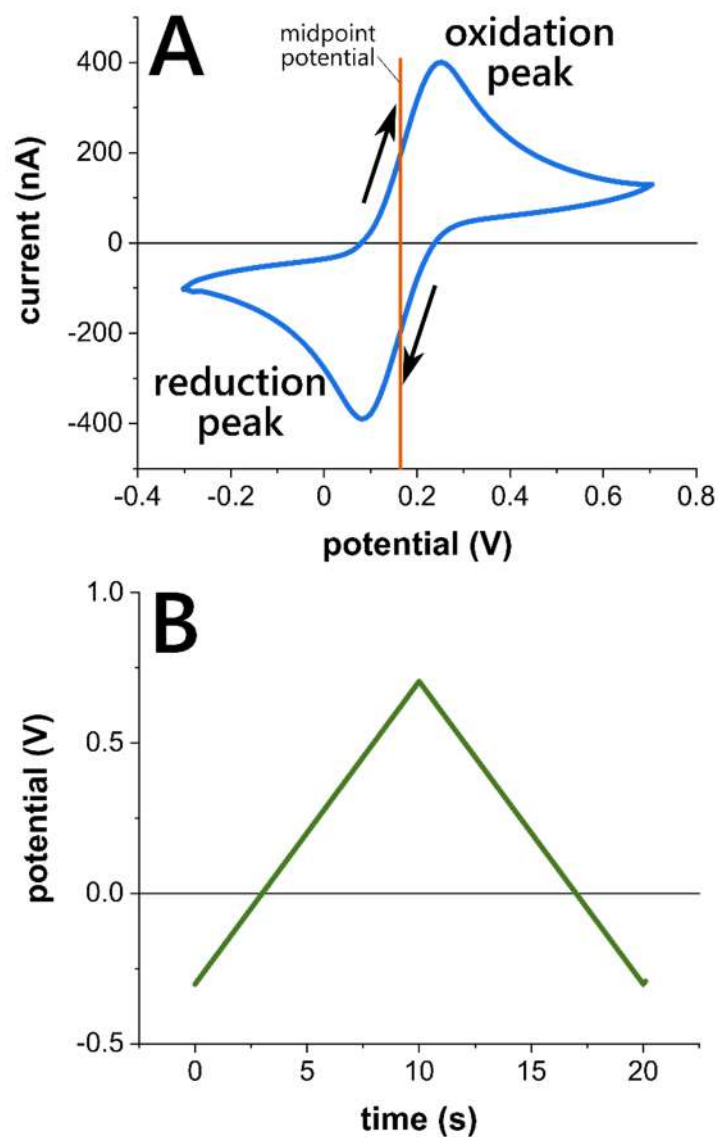 A
midpoint
potential
oxidation
peak
400
200
0
-200
-400
current (nA)
reduction
peak
-0.4
-0.2
0
0.2
0.4
0.6
0.8
potential (V)
B
1.0
0.5
0.0
-0.5
potential (V)
0
5
10
15
20
time (s)